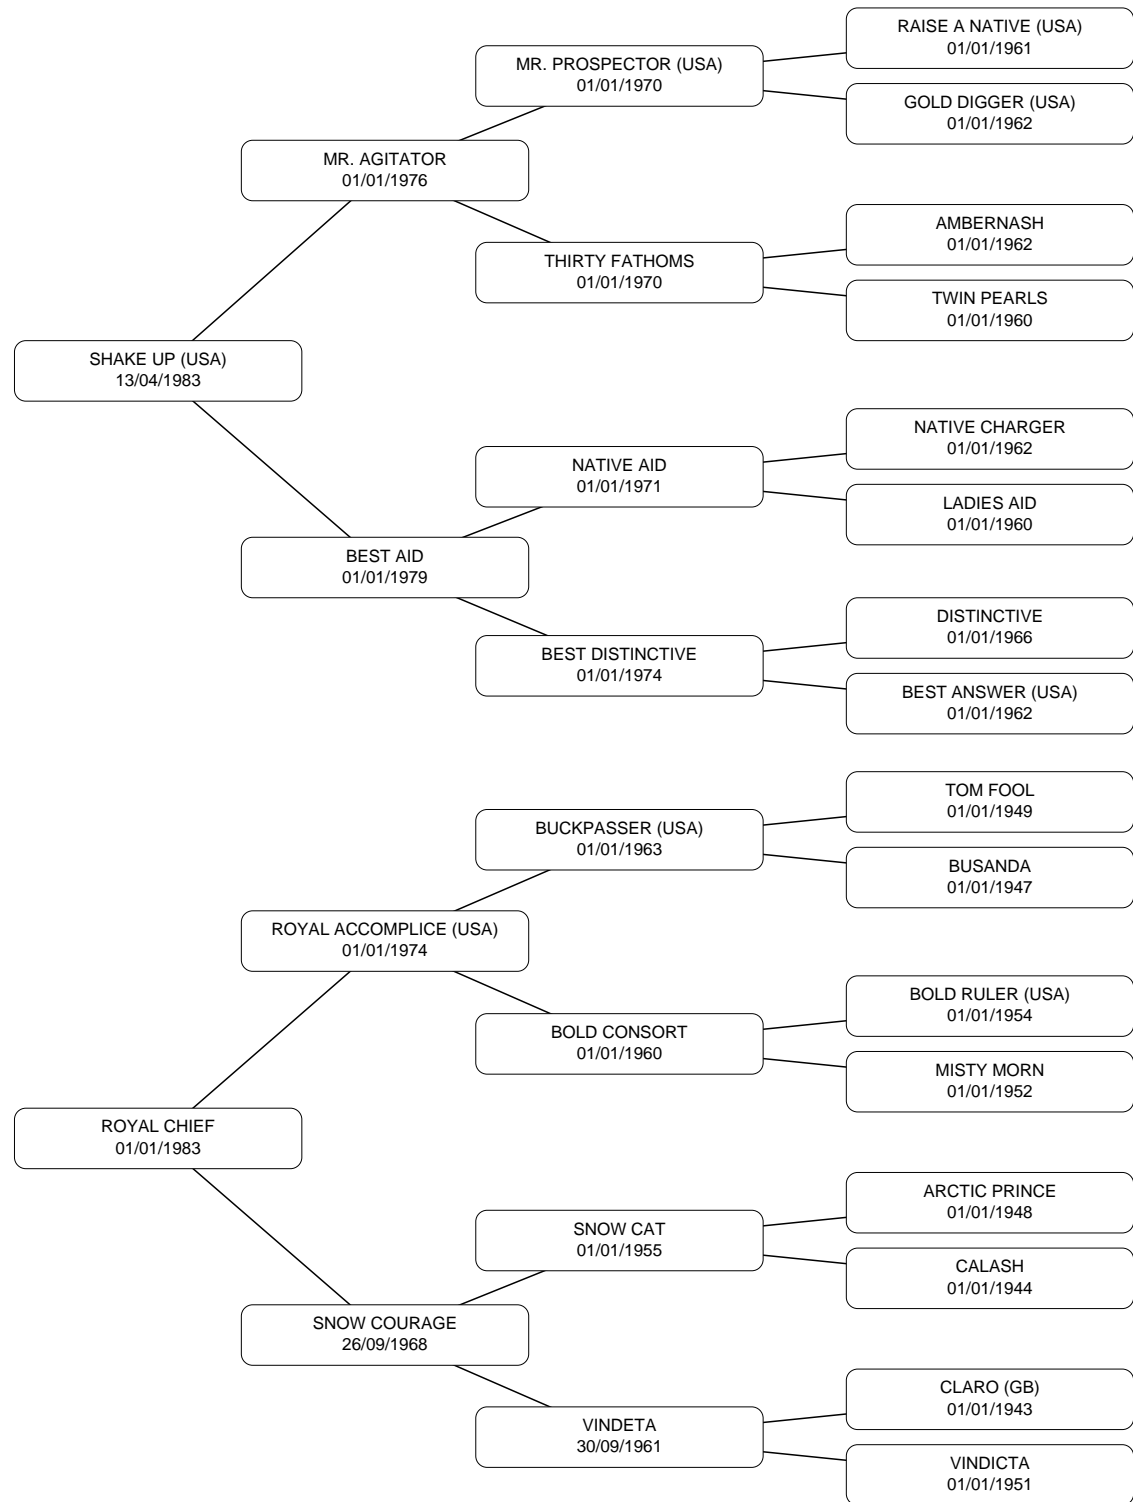 RAISE A NATIVE (USA)
01/01/1961
MR. PROSPECTOR (USA)
01/01/1970
GOLD DIGGER (USA)
01/01/1962
MR. AGITATOR
01/01/1976
AMBERNASH
01/01/1962
THIRTY FATHOMS
01/01/1970
TWIN PEARLS
01/01/1960
SHAKE UP (USA)
13/04/1983
NATIVE CHARGER
01/01/1962
NATIVE AID
01/01/1971
LADIES AID
01/01/1960
BEST AID
01/01/1979
DISTINCTIVE
01/01/1966
BEST DISTINCTIVE
01/01/1974
BEST ANSWER (USA)
01/01/1962
TOM FOOL
01/01/1949
BUCKPASSER (USA)
01/01/1963
BUSANDA
01/01/1947
ROYAL ACCOMPLICE (USA)
01/01/1974
BOLD RULER (USA)
01/01/1954
BOLD CONSORT
01/01/1960
MISTY MORN
01/01/1952
ROYAL CHIEF
01/01/1983
ARCTIC PRINCE
01/01/1948
SNOW CAT
01/01/1955
CALASH
01/01/1944
SNOW COURAGE
26/09/1968
CLARO (GB)
01/01/1943
VINDETA
30/09/1961
VINDICTA
01/01/1951